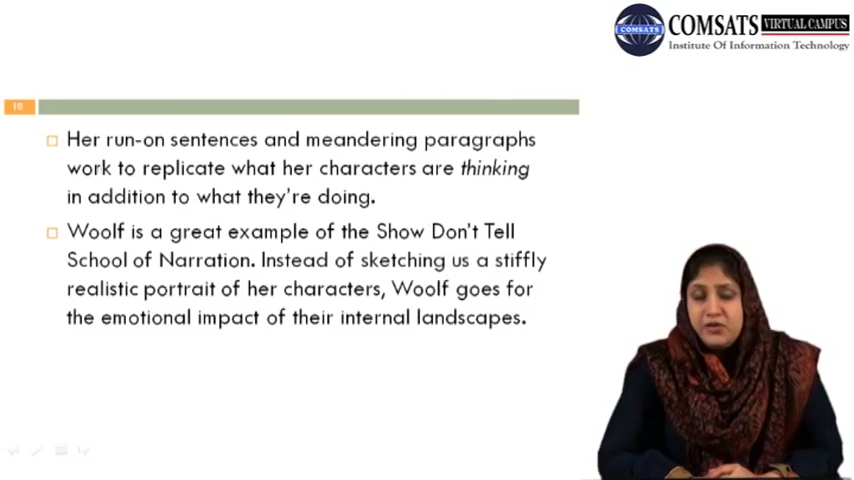 COMSATS
COMSATS VIRTUAL CAMPUS
Institute Of Information Technology
10
Her run-on sentences and meandering paragraphs
work to replicate what her characters are thinking
in addition to what they're doing.
Woolf is a great example of the Show Don't Tell
School of Narration. Instead of sketching us a stiffly
realistic portrait of her characters, Woolf goes for
the emotional impact of their internal landscapes.